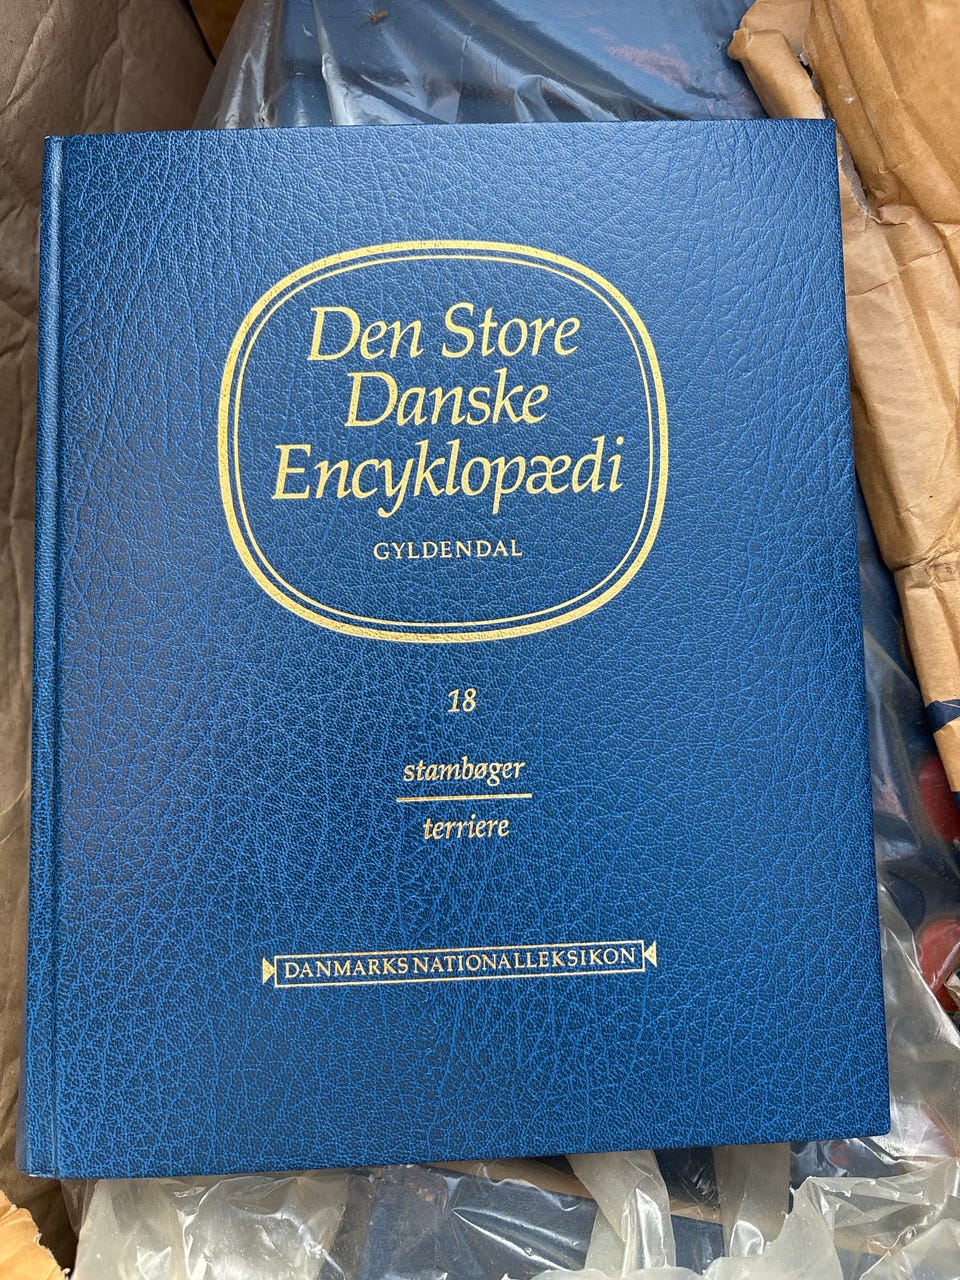 Den Store
Danske
Encyklopædi
GYLDENDAL
18
stambøger
terriere
DANMARKS NATIONALLEKSIKON